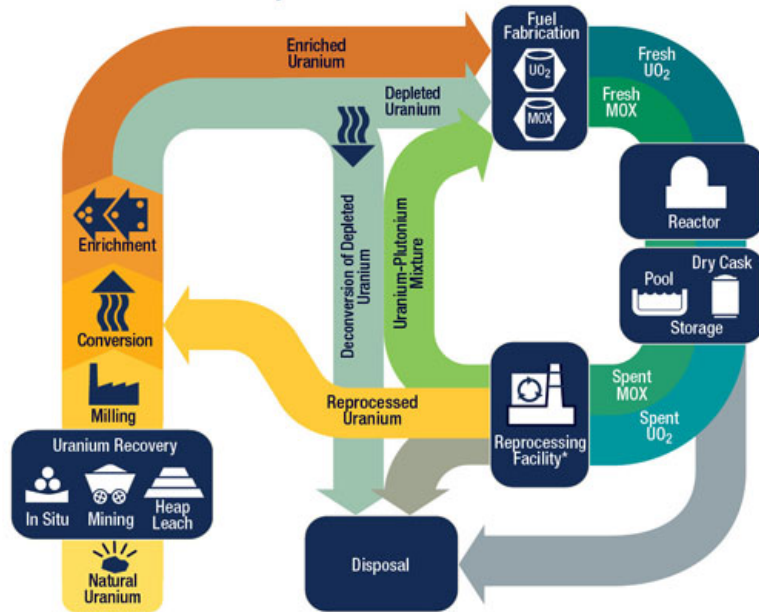 Enriched
Uranium
Depleted
Uranium
Fuel
Fabrication
UO2
MOX
Fresh
UO2
Fresh
MOX
Reactor
Pool
Dry Cask
Storage
Enrichment
Conversion
Milling
Uranium Recovery
In Situ
Mining
Heap
Leach
Natural
Uranium
Deconversion of Depleted
Uranium
Uranium-Plutonium
Mixture
Reprocessed
Uranium
Reprocessing
Facility*
Spent
MOX
Spent
UO2
Disposal